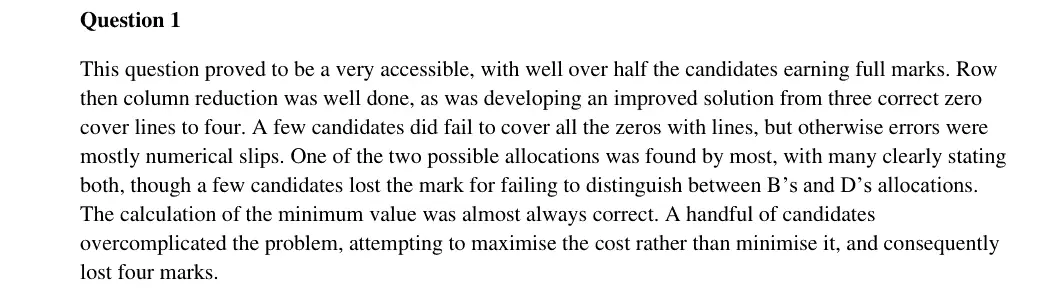 Question 1
This question proved to be a very accessible, with well over half the candidates earning full marks. Row
then column reduction was well done, as was developing an improved solution from three correct zero
cover lines to four. A few candidates did fail to cover all the zeros with lines, but otherwise errors were
mostly numerical slips. One of the two possible allocations was found by most, with many clearly stating
both, though a few candidates lost the mark for failing to distinguish between B’s and D’s allocations.
The calculation of the minimum value was almost always correct. A handful of candidates
overcomplicated the problem, attempting to maximise the cost rather than minimise it, and consequently
lost four marks.